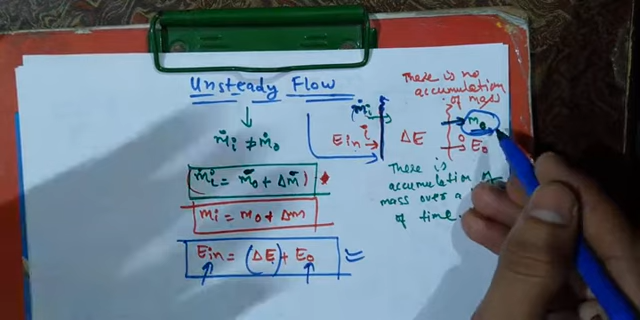 Unsteady Flow
There is no
accumulation
of mass
ṁi ≠ ṁo
ṁi
Ein
ΔE
mo
Eo
ṁi = ṁo + Δṁ
mi = mo + Δm
Ein = (ΔE) + Eo
There is
accumulation of
mass over a
of time.